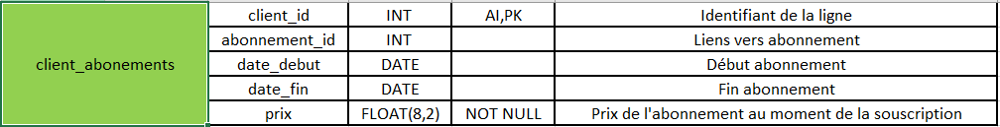 client_id INT AI,PK Identifiant de la ligne
abonnement_id INT Liens vers abonnement
client_abonements date_debut DATE Début abonnement
date_fin DATE Fin abonnement
prix FLOAT(8,2) NOT NULL Prix de l'abonnement au moment de la souscription